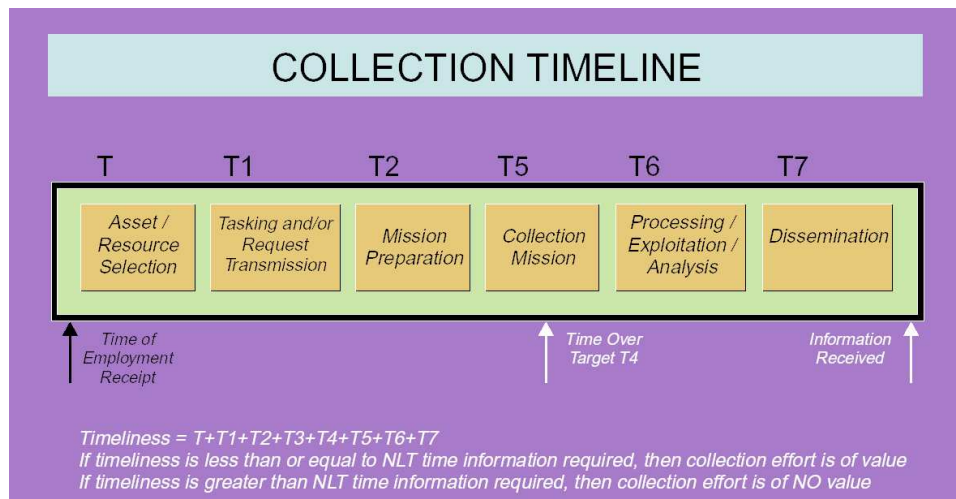 COLLECTION TIMELINE
T T1 T2 T5 T6 T7
Asset /
Resource
Selection
Tasking and/or
Request
Transmission
Mission
Preparation
Collection
Mission
Processing /
Exploitation /
Analysis
Dissemination
Time of
Employment
Receipt
Time Over
Target T4
Information
Received
Timeliness = T+T1+T2+T3+T4+T5+T6+T7
If timeliness is less than or equal to NLT time information required, then collection effort is of value
If timeliness is greater than NLT time information required, then collection effort is of NO value